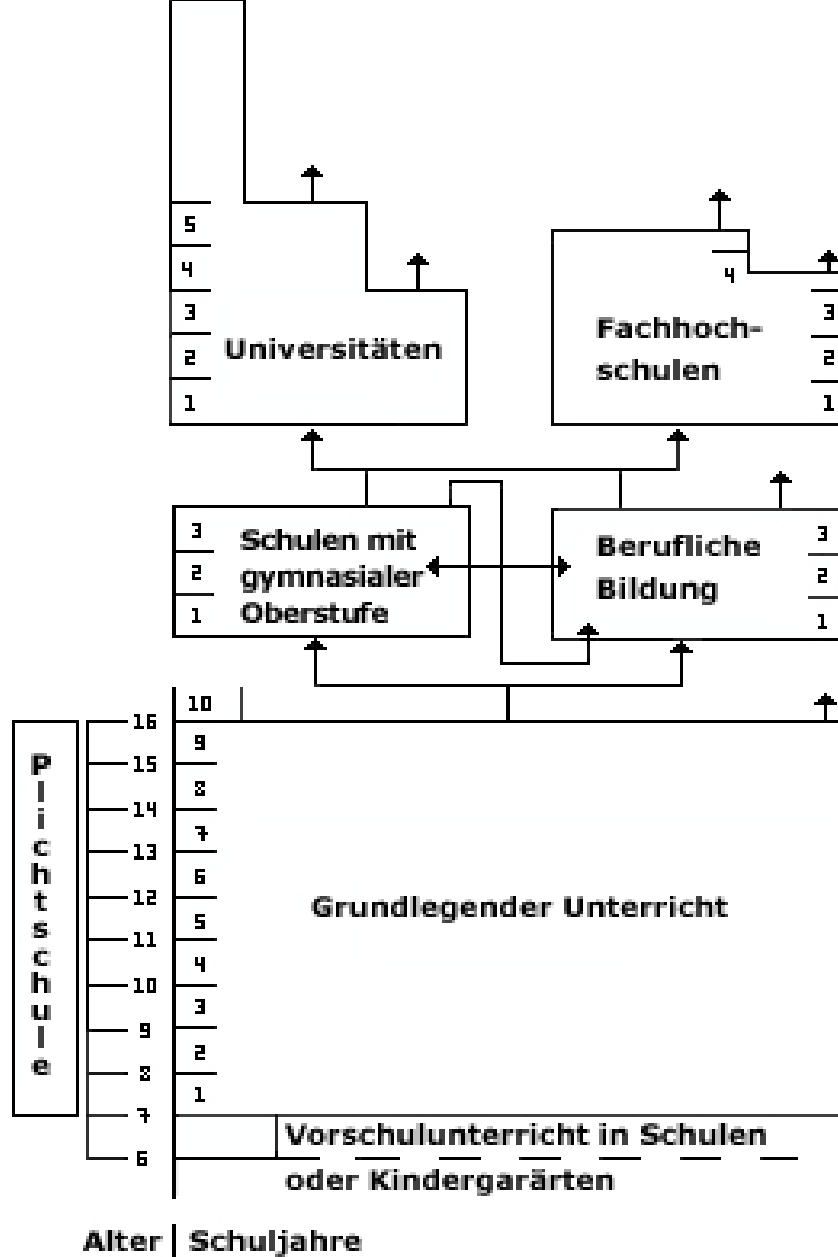 5
4
3
2
1
Universitäten
4
Fachhoch-
schulen
3
2
1
3
2
1
Schulen mit
gymnasialer
Oberstufe
Berufliche
Bildung
3
2
1
Plichtschule
16
15
14
13
12
11
10
9
8
7
6
10
9
8
7
6
5
4
3
2
1
Grundlegender Unterricht
Vorschulunterricht in Schulen
oder Kindergarärten
Alter Schuljahre